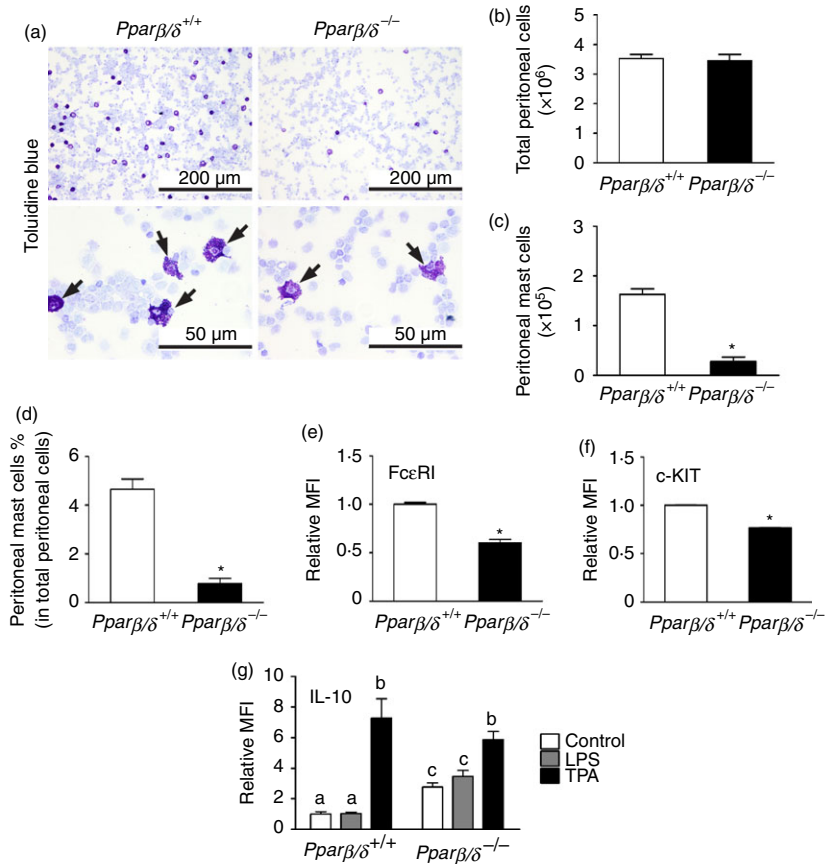 (a)
Pparβ/δ+/+
Pparβ/δ−/−
Toluidine blue
200 μm
200 μm
50 μm
50 μm
(b)
Total peritoneal cells
(×10⁶)
5
4
3
2
1
0
Pparβ/δ+/+ Pparβ/δ−/−
(c)
Peritoneal mast cells
(×10⁵)
3
2
1
0
*
Pparβ/δ+/+ Pparβ/δ−/−
(d)
Peritoneal mast cells %
(in total peritoneal cells)
6
4
2
0
*
Pparβ/δ+/+ Pparβ/δ−/−
(e)
Relative MFI
1·5
1·0
0·5
0
FcεRI
*
Pparβ/δ+/+ Pparβ/δ−/−
(f)
Relative MFI
1·5
1·0
0·5
0
c-KIT
*
Pparβ/δ+/+ Pparβ/δ−/−
(g)
Relative MFI
10
8
6
4
2
0
IL-10
a a b
c c b
Pparβ/δ+/+ Pparβ/δ−/−
Control
LPS
TPA